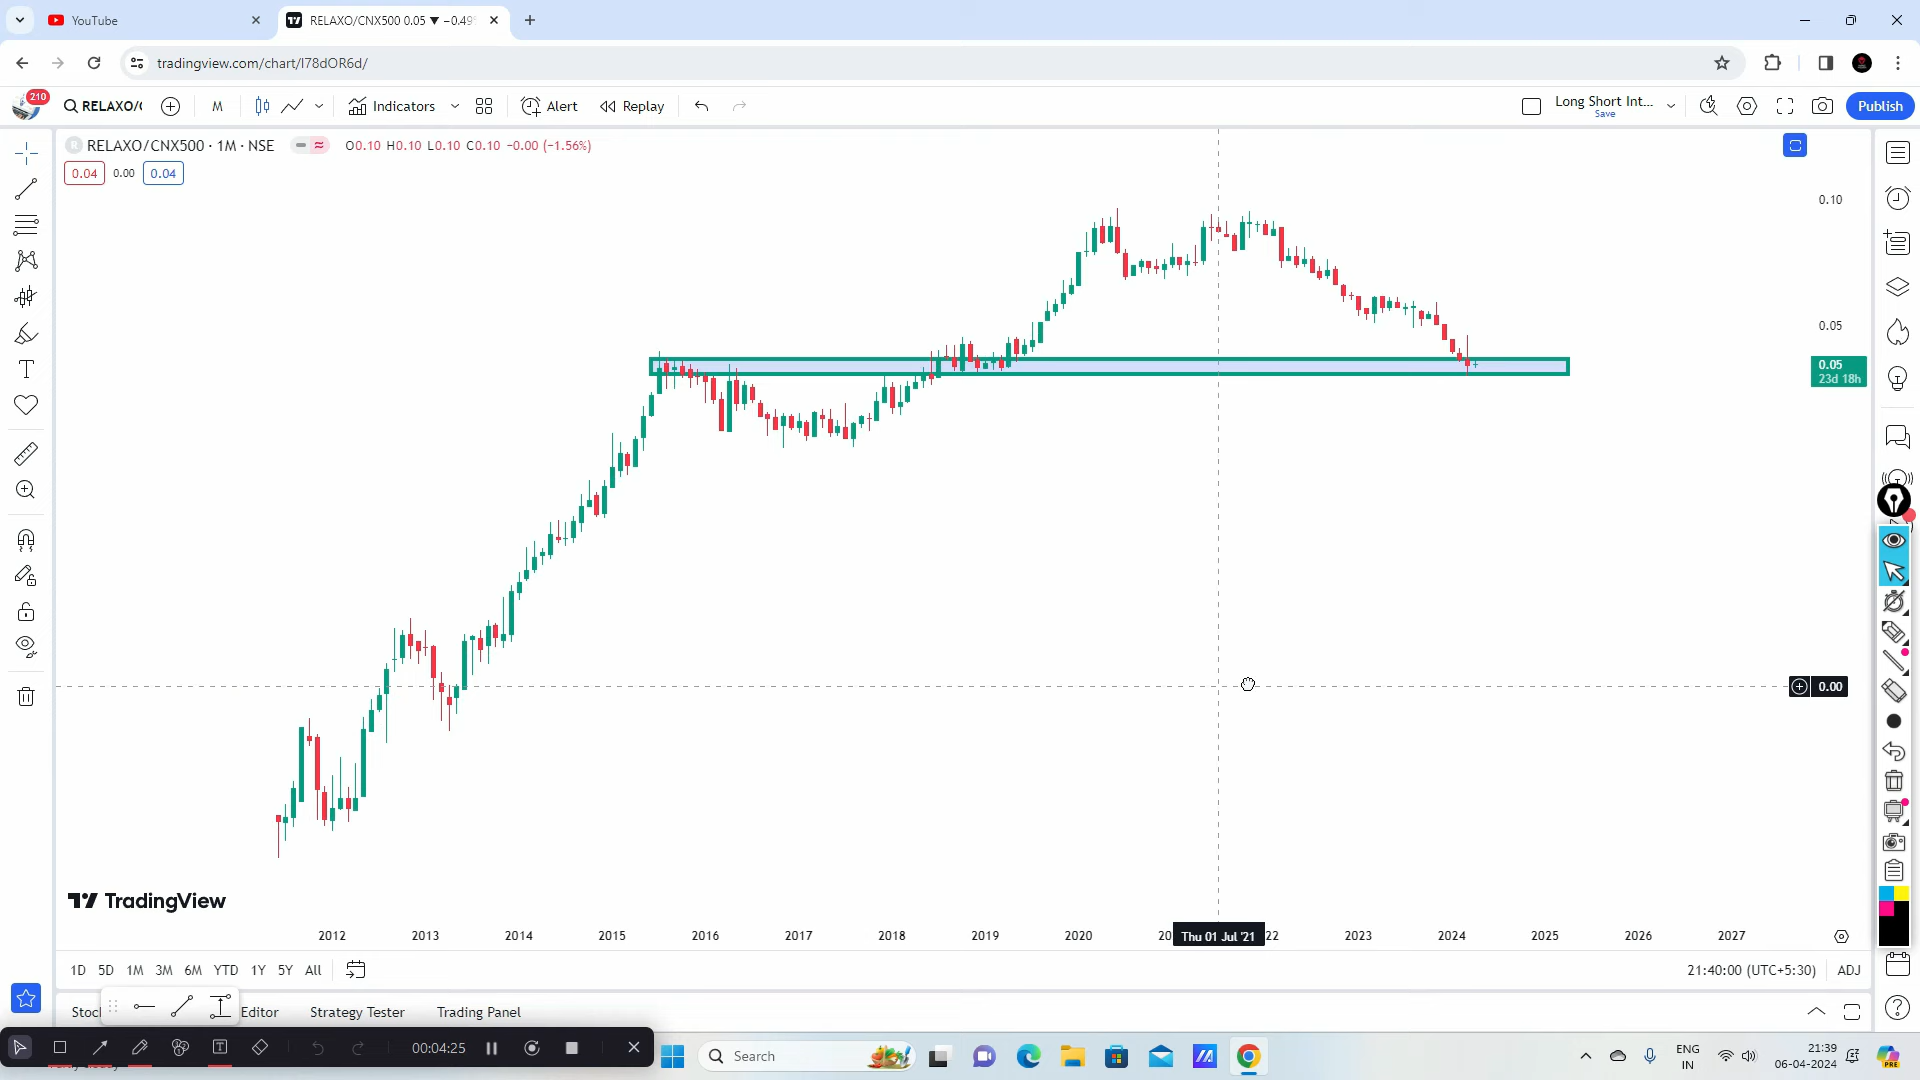 YouTube
RELAXO/CNX500 0.05 ▼ −0.49
tradingview.com/chart/I78dOR6d/
210
RELAXO/
M
Indicators
Alert
Replay
Long Short Int...
Save
Publish
RELAXO/CNX500 · 1M · NSE
O0.10 H0.10 L0.10 C0.10 −0.00 (−1.56%)
0.04
0.00
0.04
0.10
0.05
0.05
23d 18h
0.00
TradingView
2012
2013
2014
2015
2016
2017
2018
2019
2020
20
Thu 01 Jul '21
22
2023
2024
2025
2026
2027
1D 5D 1M 3M 6M YTD 1Y 5Y All
21:40:00 (UTC+5:30)
ADJ
Stoc
Editor
Strategy Tester
Trading Panel
00:04:25
Search
ENG
IN
21:39
06-04-2024
PRE